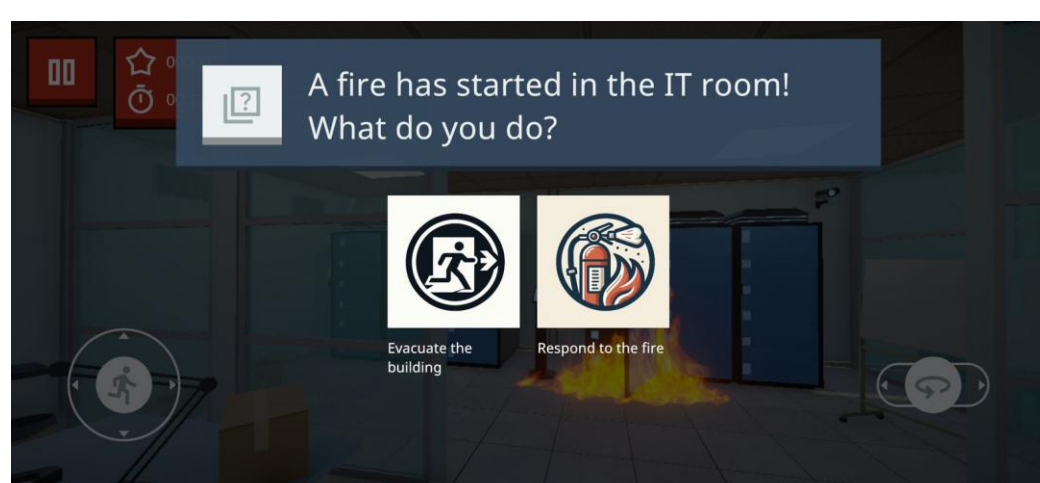 A fire has started in the IT room!
What do you do?
Evacuate the
building
Respond to the fire